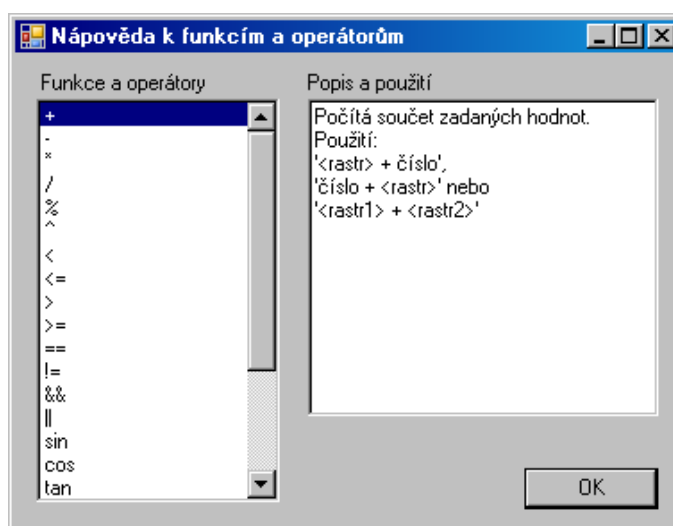 Nápověda k funkcím a operátorům
Funkce a operátory
+
-
*
/
%
^
<
<=
>
>=
==
!=
&&
||
sin
cos
tan
Popis a použití
Počítá součet zadaných hodnot.
Použití:
'<rastr> + číslo',
'číslo + <rastr>' nebo
'<rastr1> + <rastr2>'
OK